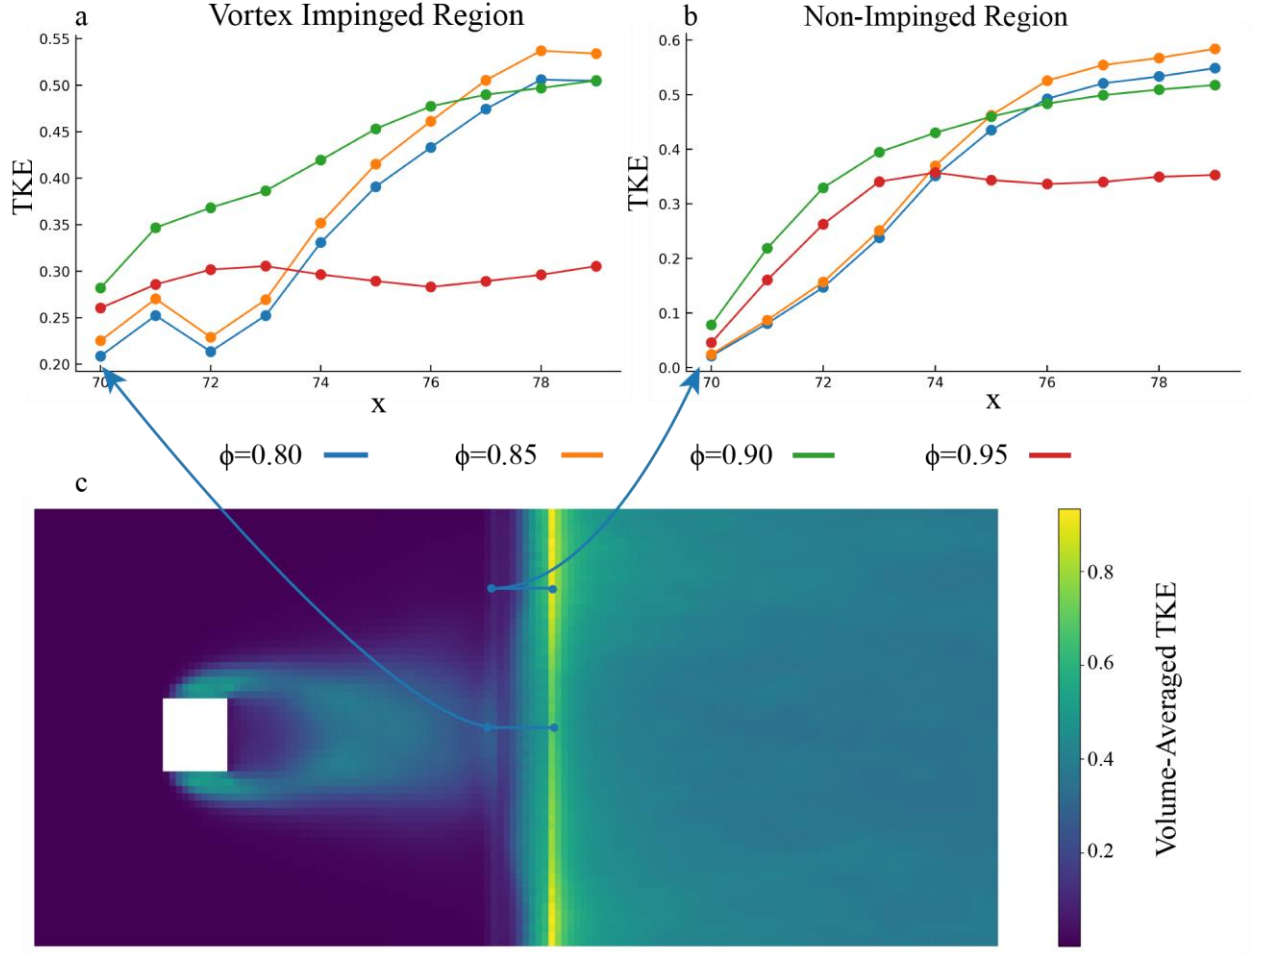 a Vortex Impinged Region
0.55
0.50
0.45
0.40
0.35
0.30
0.25
0.20
TKE
70 72 74 76 78
x
b Non-Impinged Region
0.6
0.5
0.4
0.3
0.2
0.1
0.0
TKE
70 72 74 76 78
x
ϕ=0.80 ϕ=0.85 ϕ=0.90 ϕ=0.95
c
0.8
0.6
0.4
0.2
Volume-Averaged TKE